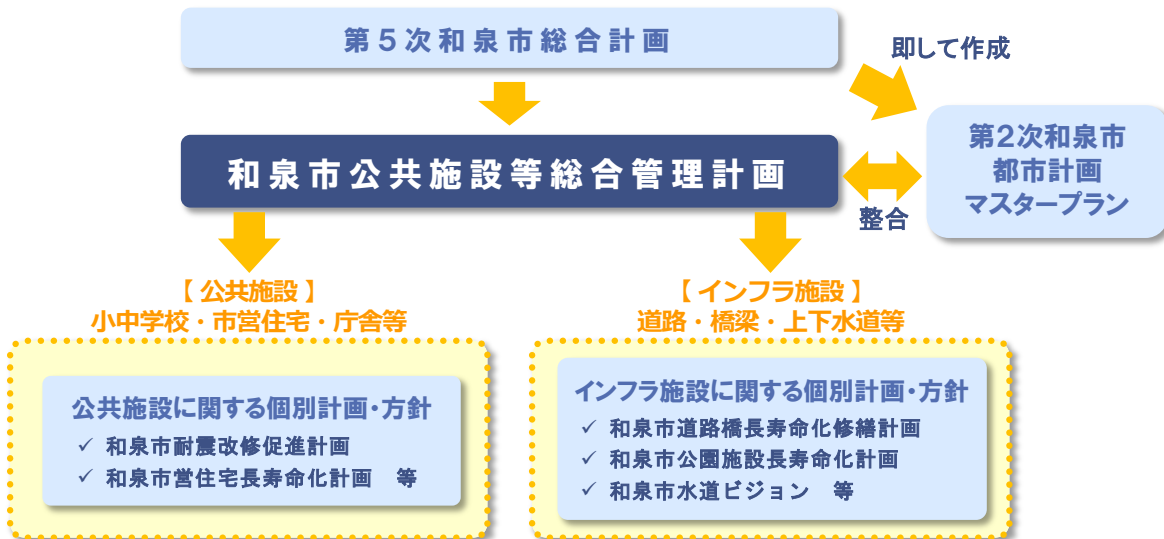 第5次和泉市総合計画
即して作成
和泉市公共施設等総合管理計画
第2次和泉市
都市計画
マスタープラン
整合
【 公共施設 】
小中学校・市営住宅・庁舎等
【 インフラ施設 】
道路・橋梁・上下水道等
公共施設に関する個別計画・方針
✓ 和泉市耐震改修促進計画
✓ 和泉市営住宅長寿命化計画　等
インフラ施設に関する個別計画・方針
✓ 和泉市道路橋長寿命化修繕計画
✓ 和泉市公園施設長寿命化計画
✓ 和泉市水道ビジョン　等